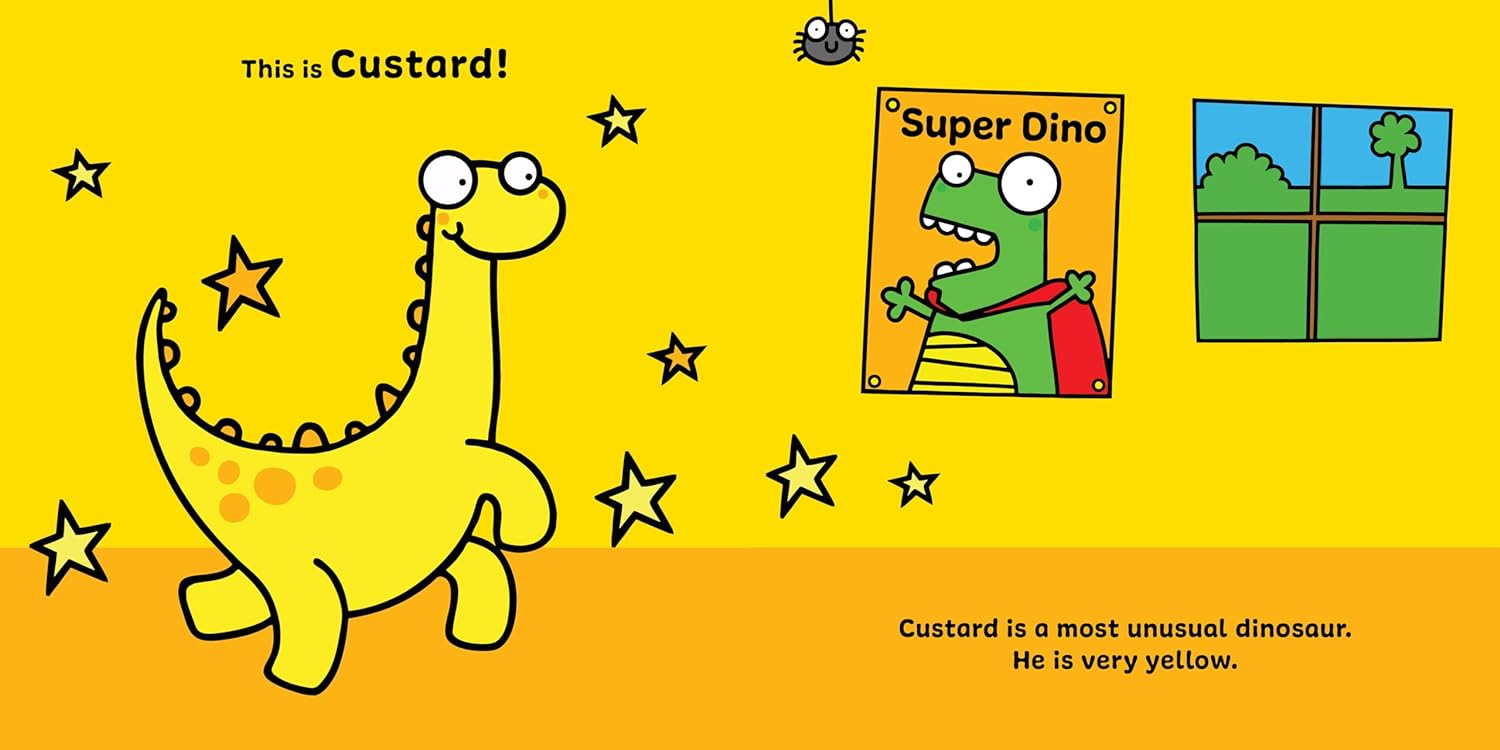 This is Custard!
Super Dino
Custard is a most unusual dinosaur.
He is very yellow.